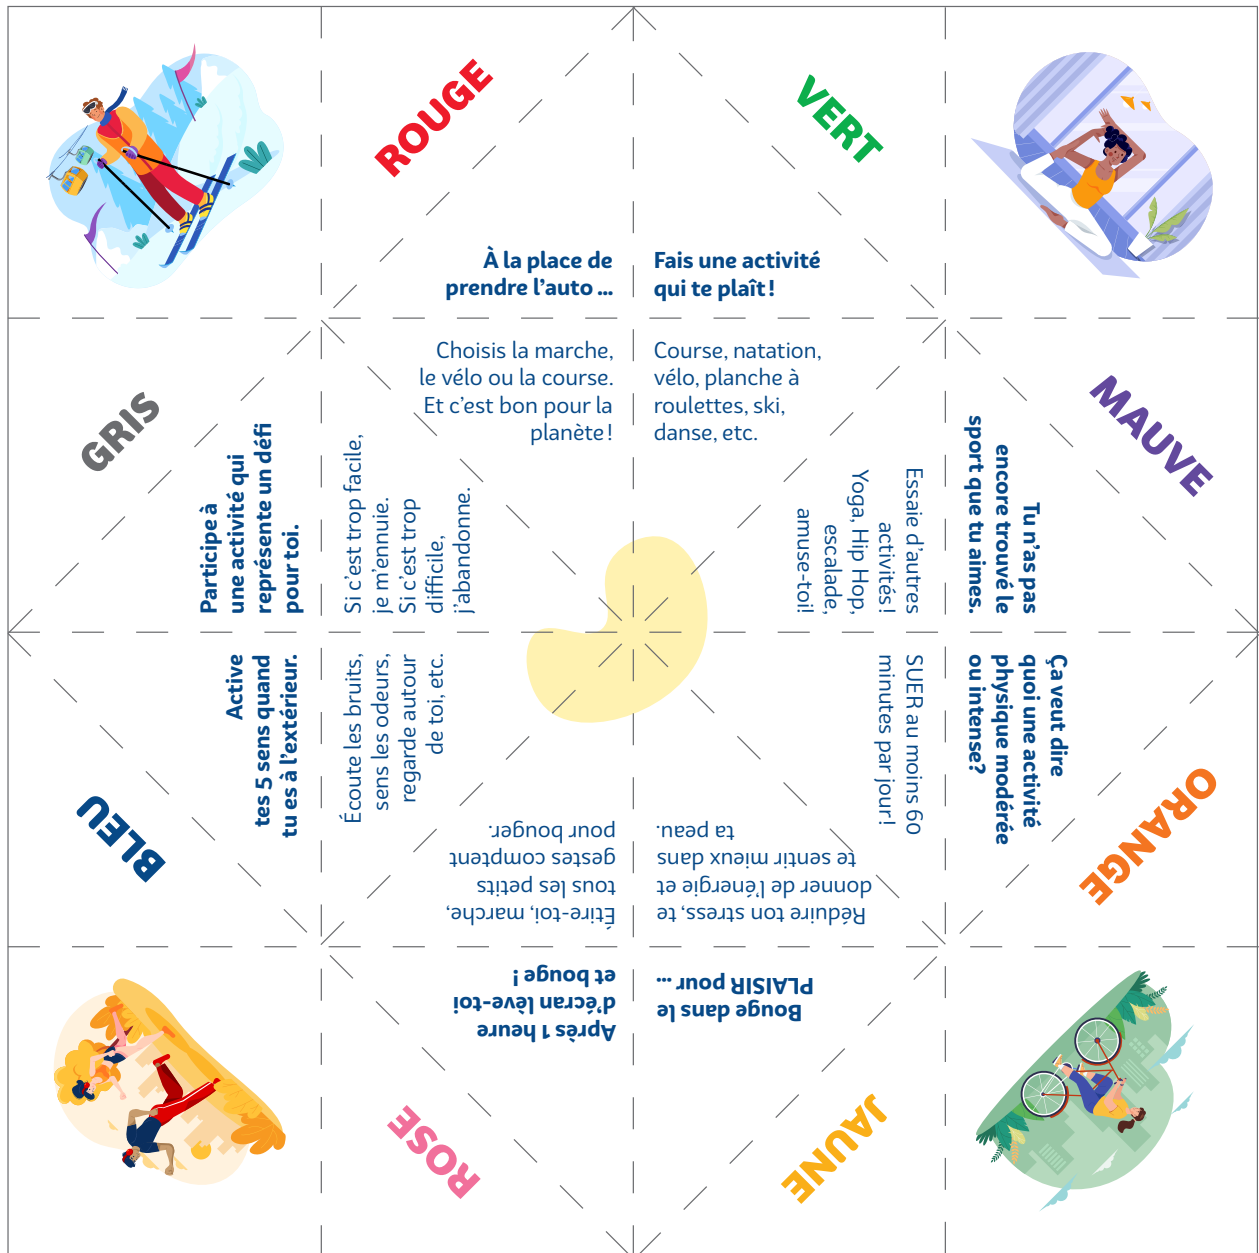 ROUGE
À la place de
prendre l'auto ...
Choisis la marche,
le vélo ou la course.
Et c'est bon pour la
planète !
VERT
Fais une activité
qui te plaît !
Course, natation,
vélo, planche à
roulettes, ski,
danse, etc.
MAUVE
Tu n'as pas
encore trouvé le
sport que tu aimes.
Essaie d'autres
activités !
Yoga, Hip Hop,
escalade,
amuse-toi!
ORANGE
Ça veut dire
quoi une activité
physique modérée
ou intense?
SUER au moins 60
minutes par jour!
JAUNE
Bouge dans le
PLAISIR pour ...
Réduire ton stress, te
donner de l'énergie et
te sentir mieux dans
ta peau.
ROSE
Après 1 heure
d'écran lève-toi
et bouge !
Étire-toi, marche,
tous les petits
gestes comptent
pour bouger.
BLEU
Active
tes 5 sens quand
tu es à l'extérieur.
Écoute les bruits,
sens les odeurs,
regarde autour
de toi, etc.
GRIS
Participe à
une activité qui
représente un défi
pour toi.
Si c'est trop facile,
je m'ennuie.
Si c'est trop
difficile,
j'abandonne.